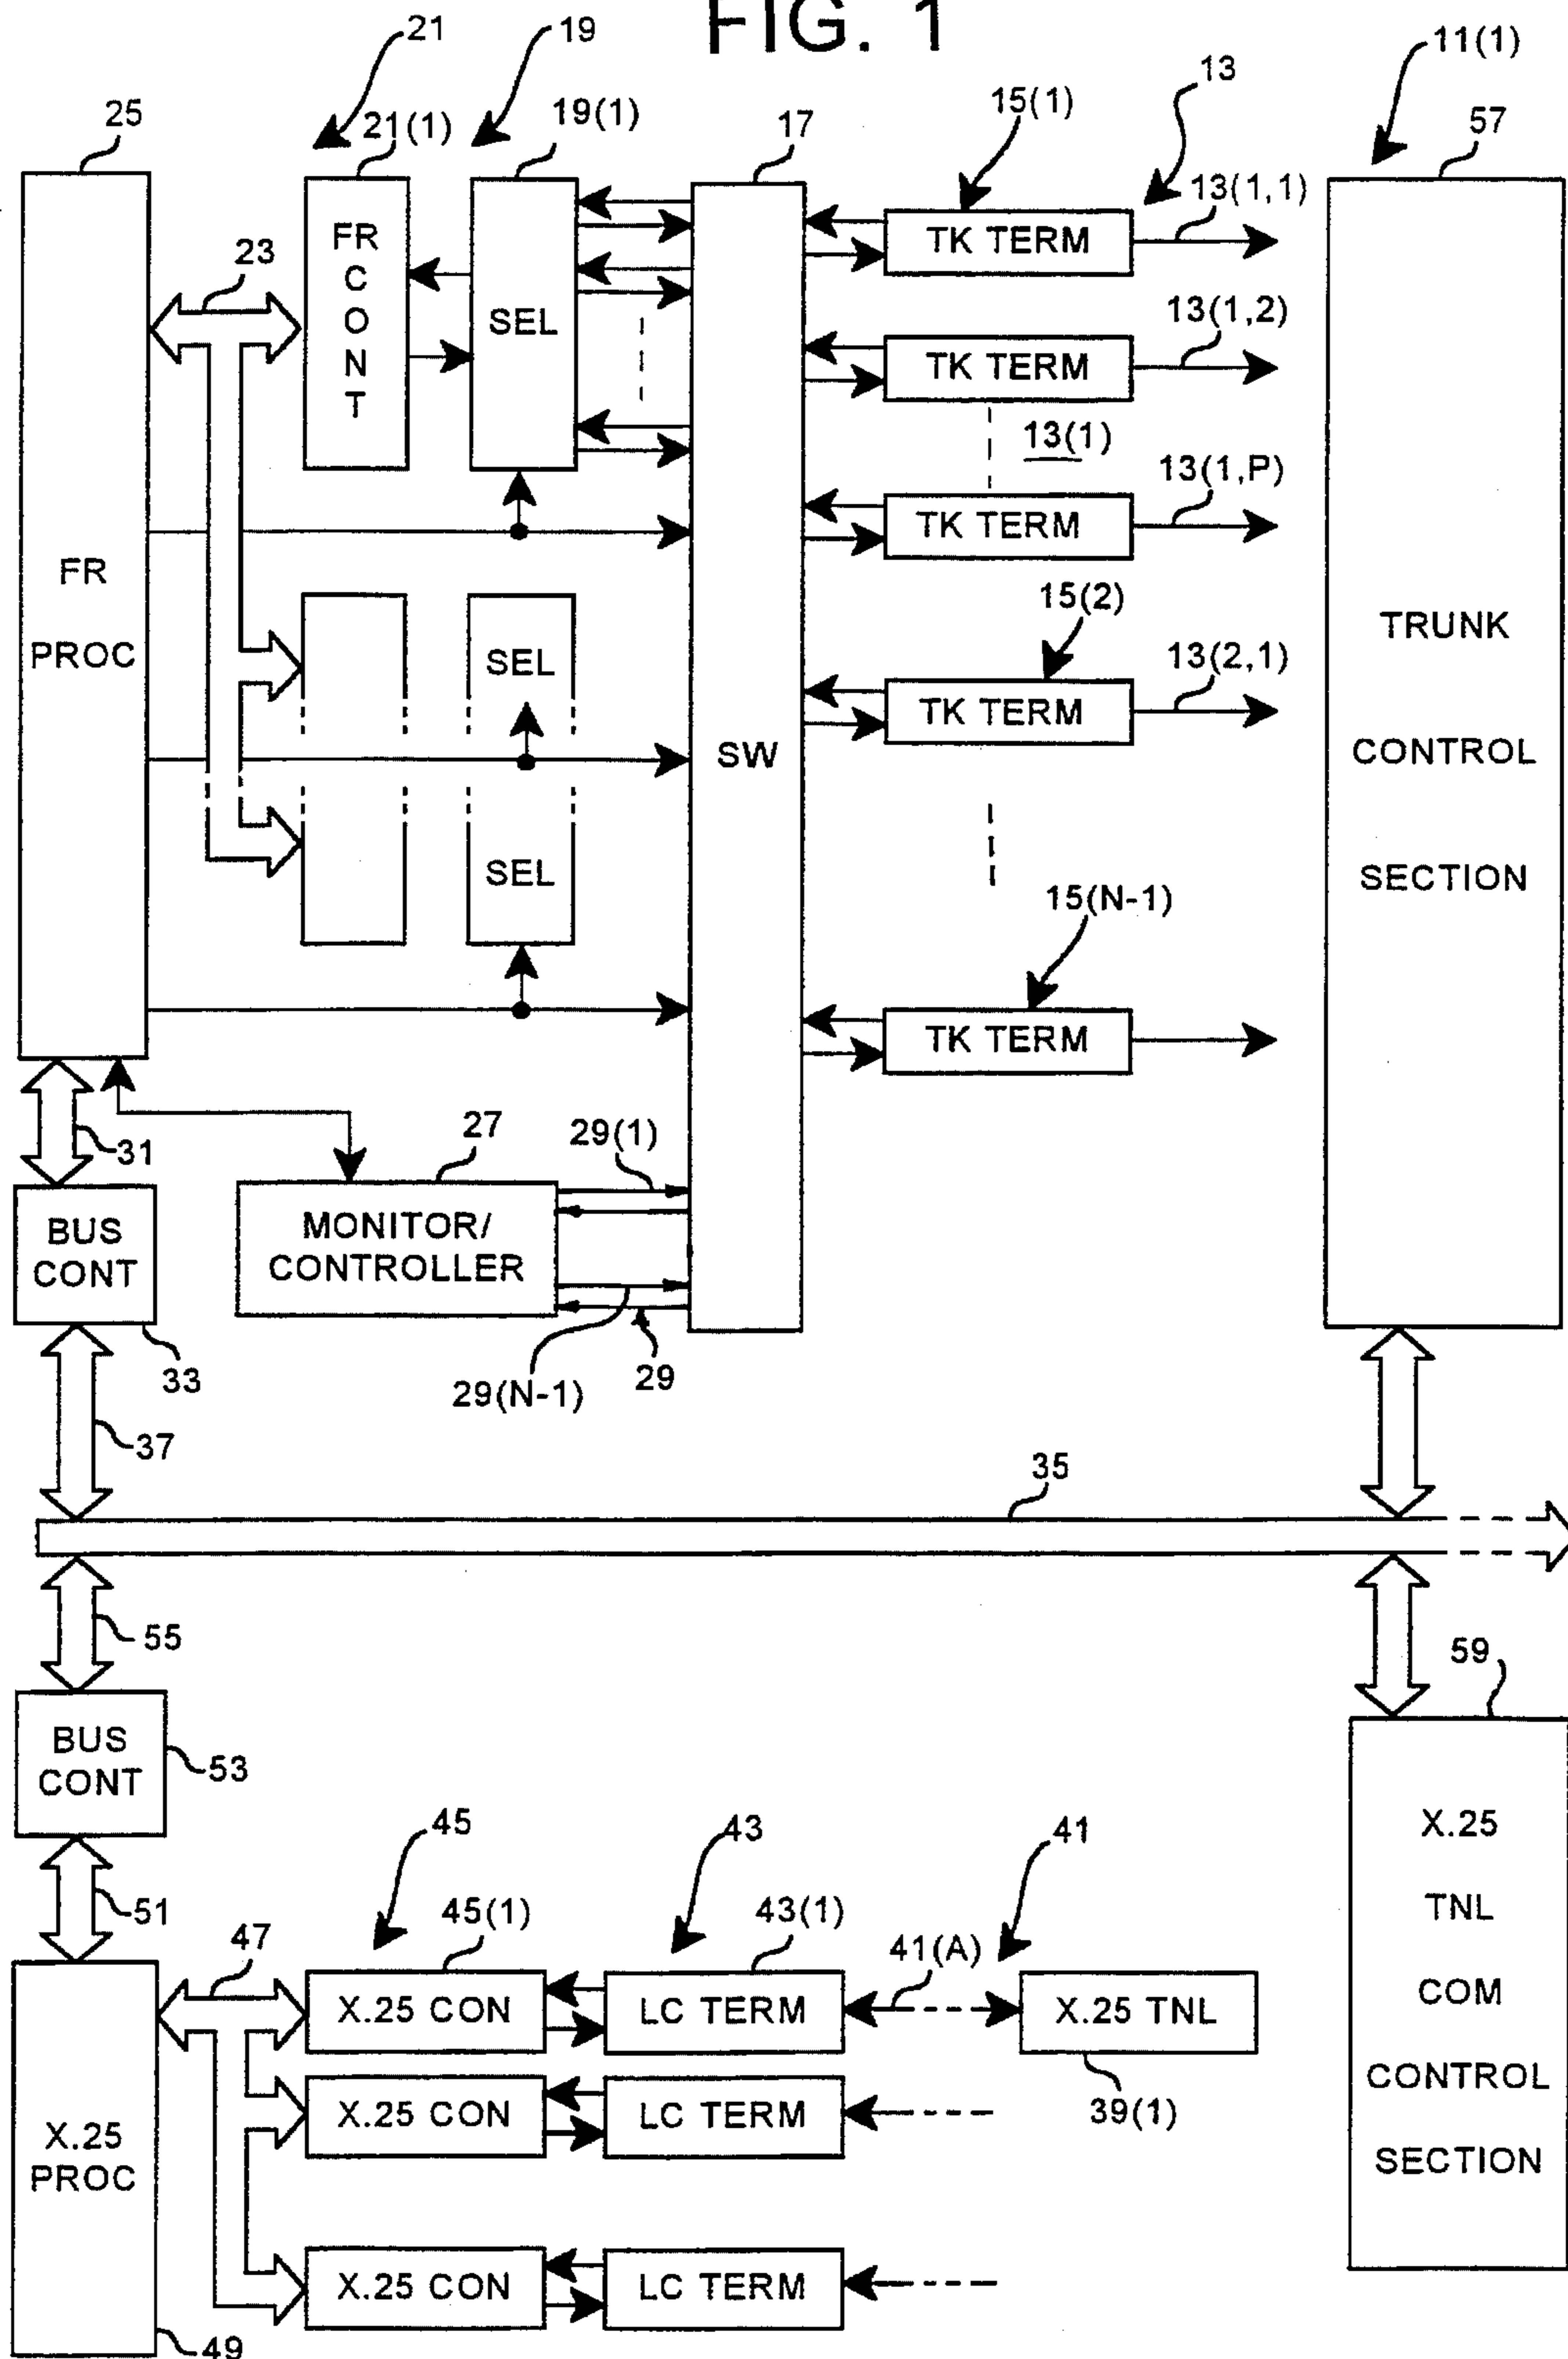 FIG. 1
21
19
13
11(1)
25
21(1)
19(1)
17
15(1)
57
13(1,1)
FR
C
O
N
T
SEL
TK TERM
23
13(1,2)
TK TERM
13(1)
13(1,P)
TK TERM
FR
PROC
15(2)
SEL
13(2,1)
TK TERM
SW
TRUNK
CONTROL
SECTION
SEL
15(N-1)
TK TERM
31
27
29(1)
BUS
CONT
MONITOR/
CONTROLLER
33
29(N-1)
29
37
35
55
59
BUS
CONT
53
45
43
41
X.25
TNL
COM
CONTROL
SECTION
51
47
45(1)
43(1)
41(A)
X.25 CON
LC TERM
X.25 TNL
39(1)
X.25 CON
LC TERM
X.25
PROC
X.25 CON
LC TERM
49